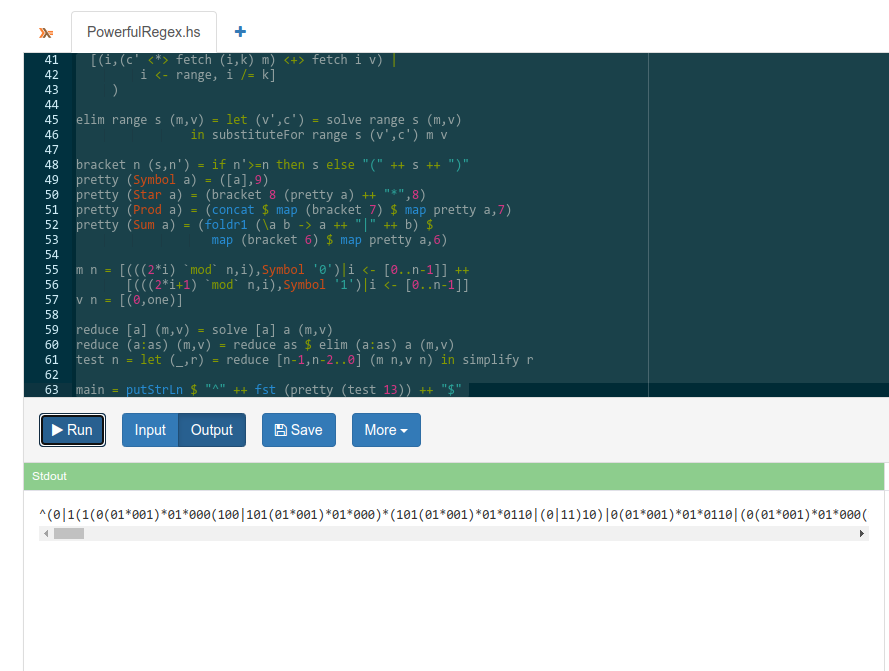 PowerfulRegex.hs +
41 [(i,(c' <*> fetch (i,k) m) <+> fetch i v) |
42 i <- range, i /= k]
43 )
44
45 elim range s (m,v) = let (v',c') = solve range s (m,v)
46 in substituteFor range s (v',c') m v
47
48 bracket n (s,n') = if n'>=n then s else "(" ++ s ++ ")"
49 pretty (Symbol a) = ([a],9)
50 pretty (Star a) = (bracket 8 (pretty a) ++ "*",8)
51 pretty (Prod a) = (concat $ map (bracket 7) $ map pretty a,7)
52 pretty (Sum a) = (foldr1 (\a b -> a ++ "|" ++ b) $
53 map (bracket 6) $ map pretty a,6)
54
55 m n = [(((2*i) `mod` n,i),Symbol '0')|i <- [0..n-1]] ++
56 [(((2*i+1) `mod` n,i),Symbol '1')|i <- [0..n-1]]
57 v n = [(0,one)]
58
59 reduce [a] (m,v) = solve [a] a (m,v)
60 reduce (a:as) (m,v) = reduce as $ elim (a:as) a (m,v)
61 test n = let (_,r) = reduce [n-1,n-2..0] (m n,v n) in simplify r
62
63 main = putStrLn $ "^" ++ fst (pretty (test 13)) ++ "$"
Run Input Output Save More
Stdout
^(0|1(1(0(01*001)*01*000(100|101(01*001)*01*000)*(101(01*001)*01*0110|(0|11)10)|0(01*001)*01*0110|(0(01*001)*01*000(